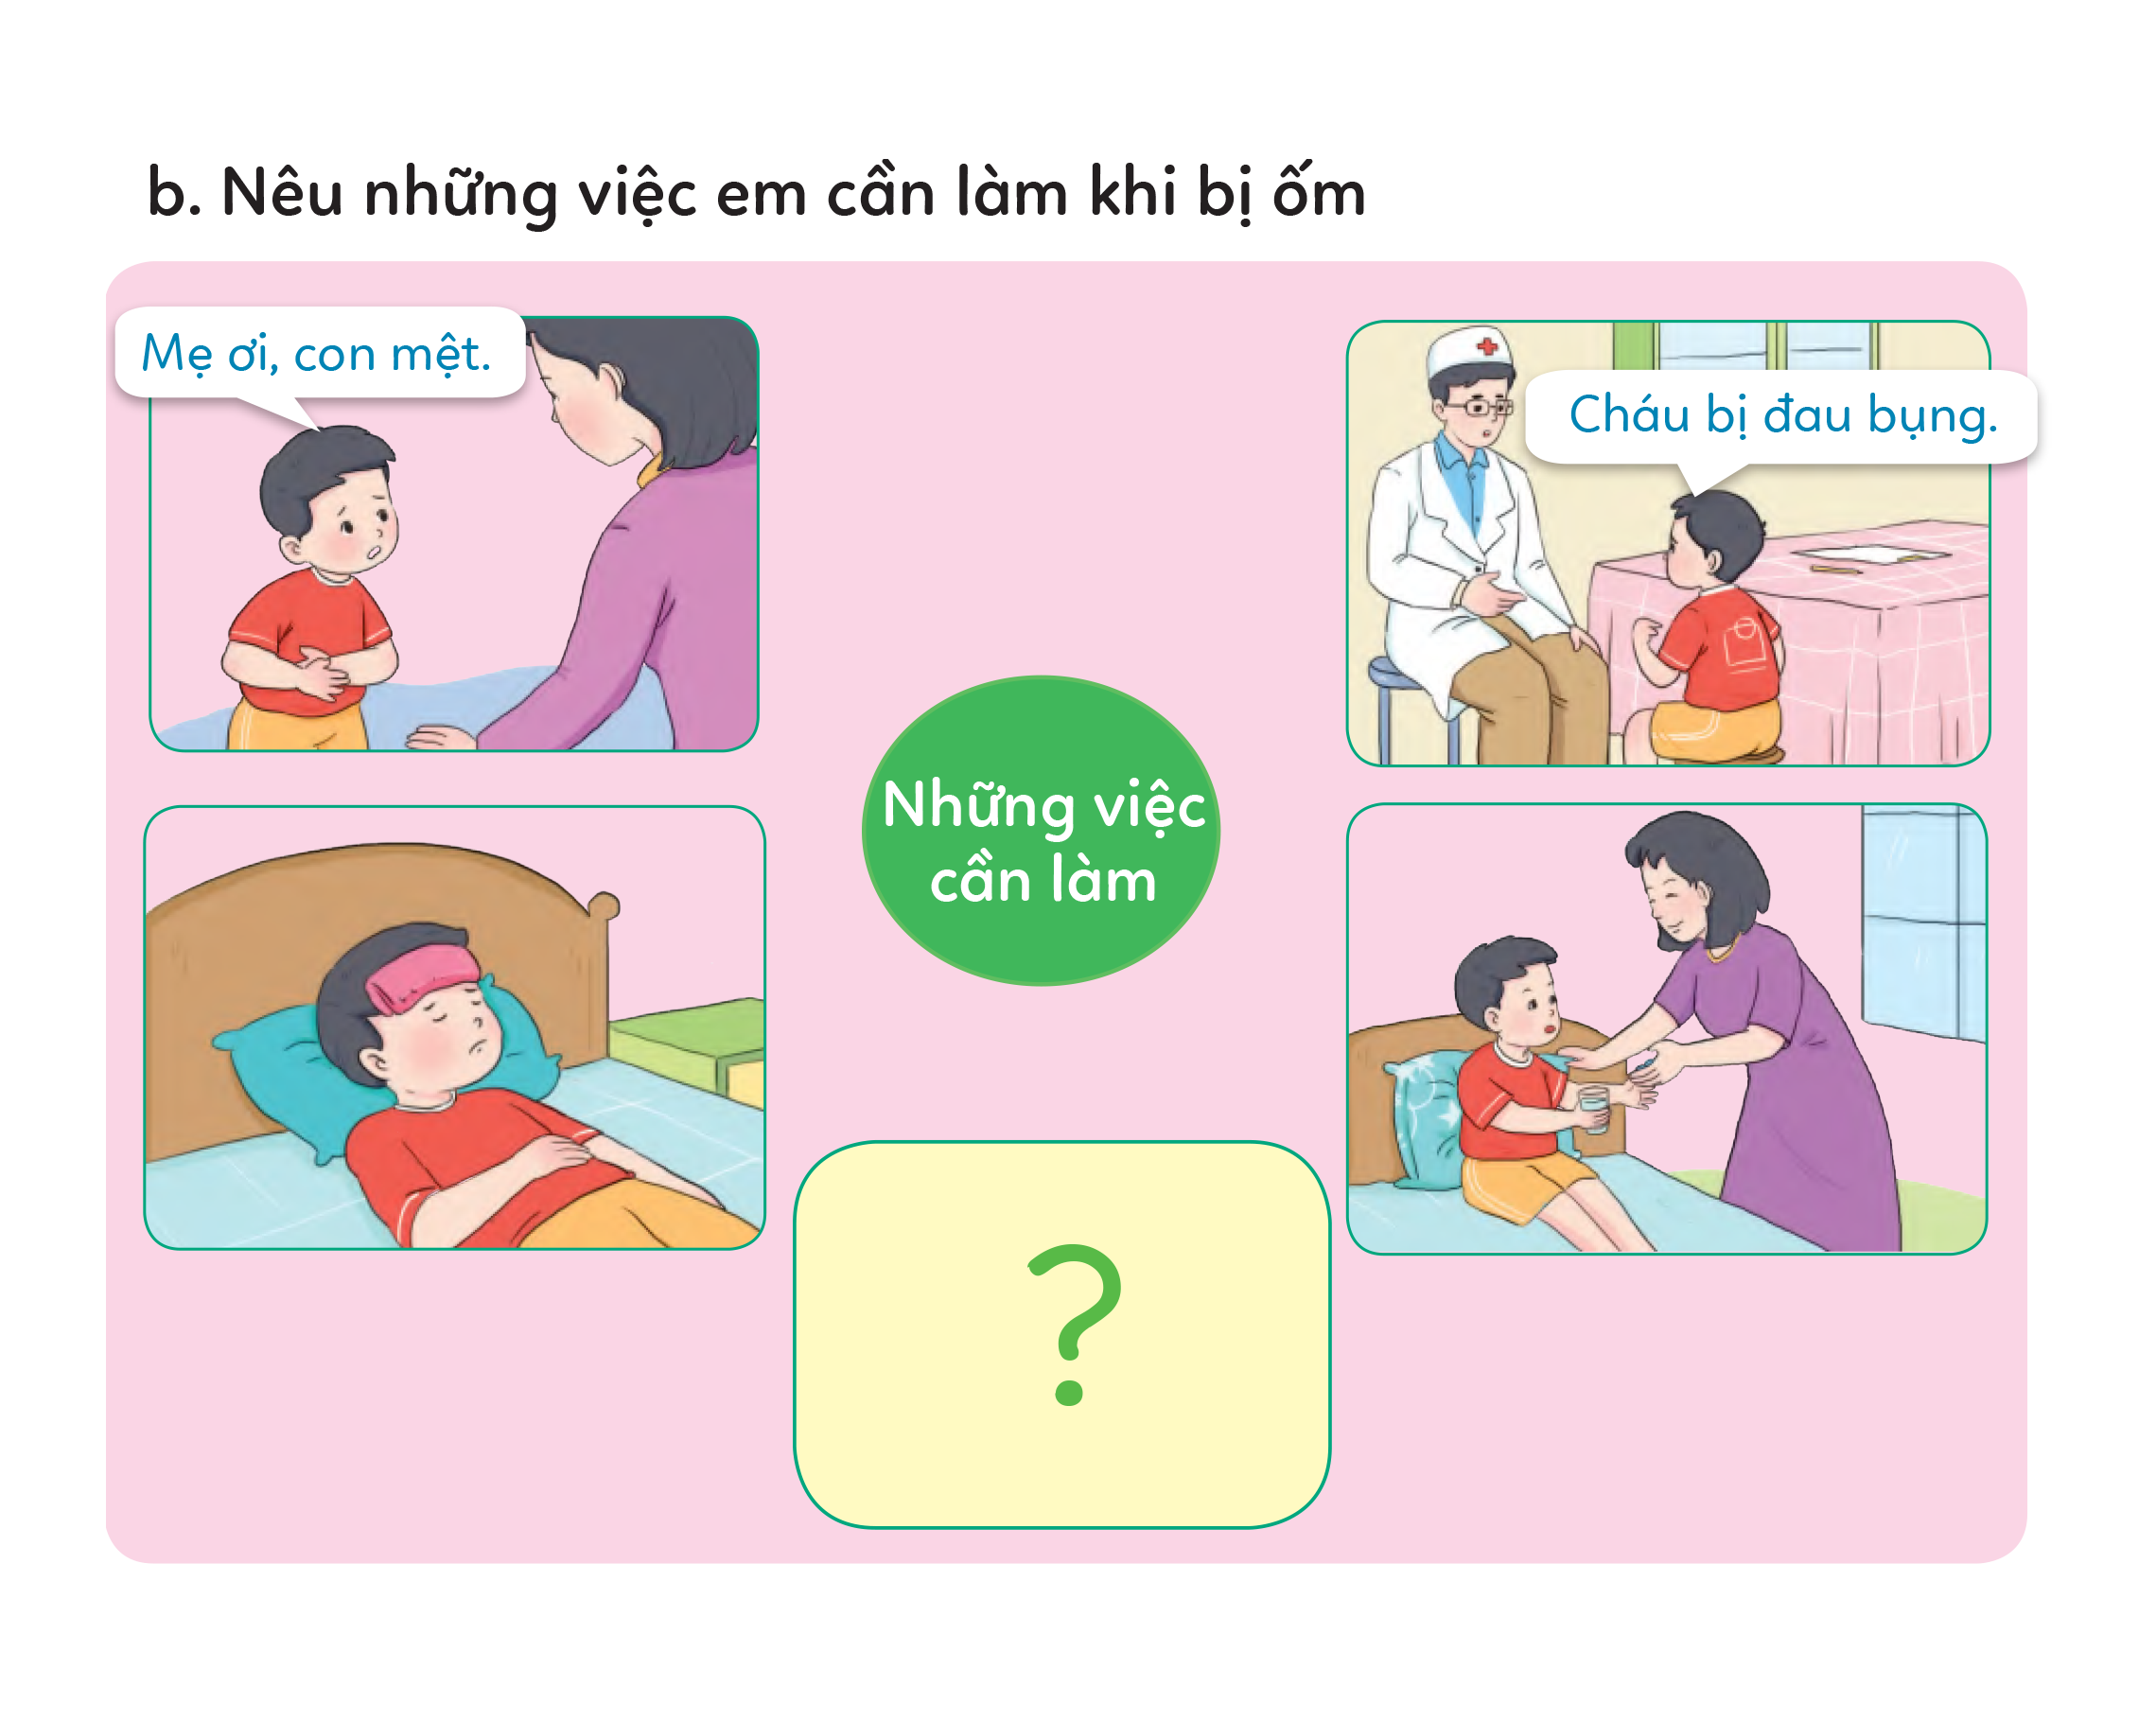 b. Nêu những việc em cần làm khi bị ốm
Mẹ ơi, con mệt.
Cháu bị đau bụng.
Những việc
cần làm
?